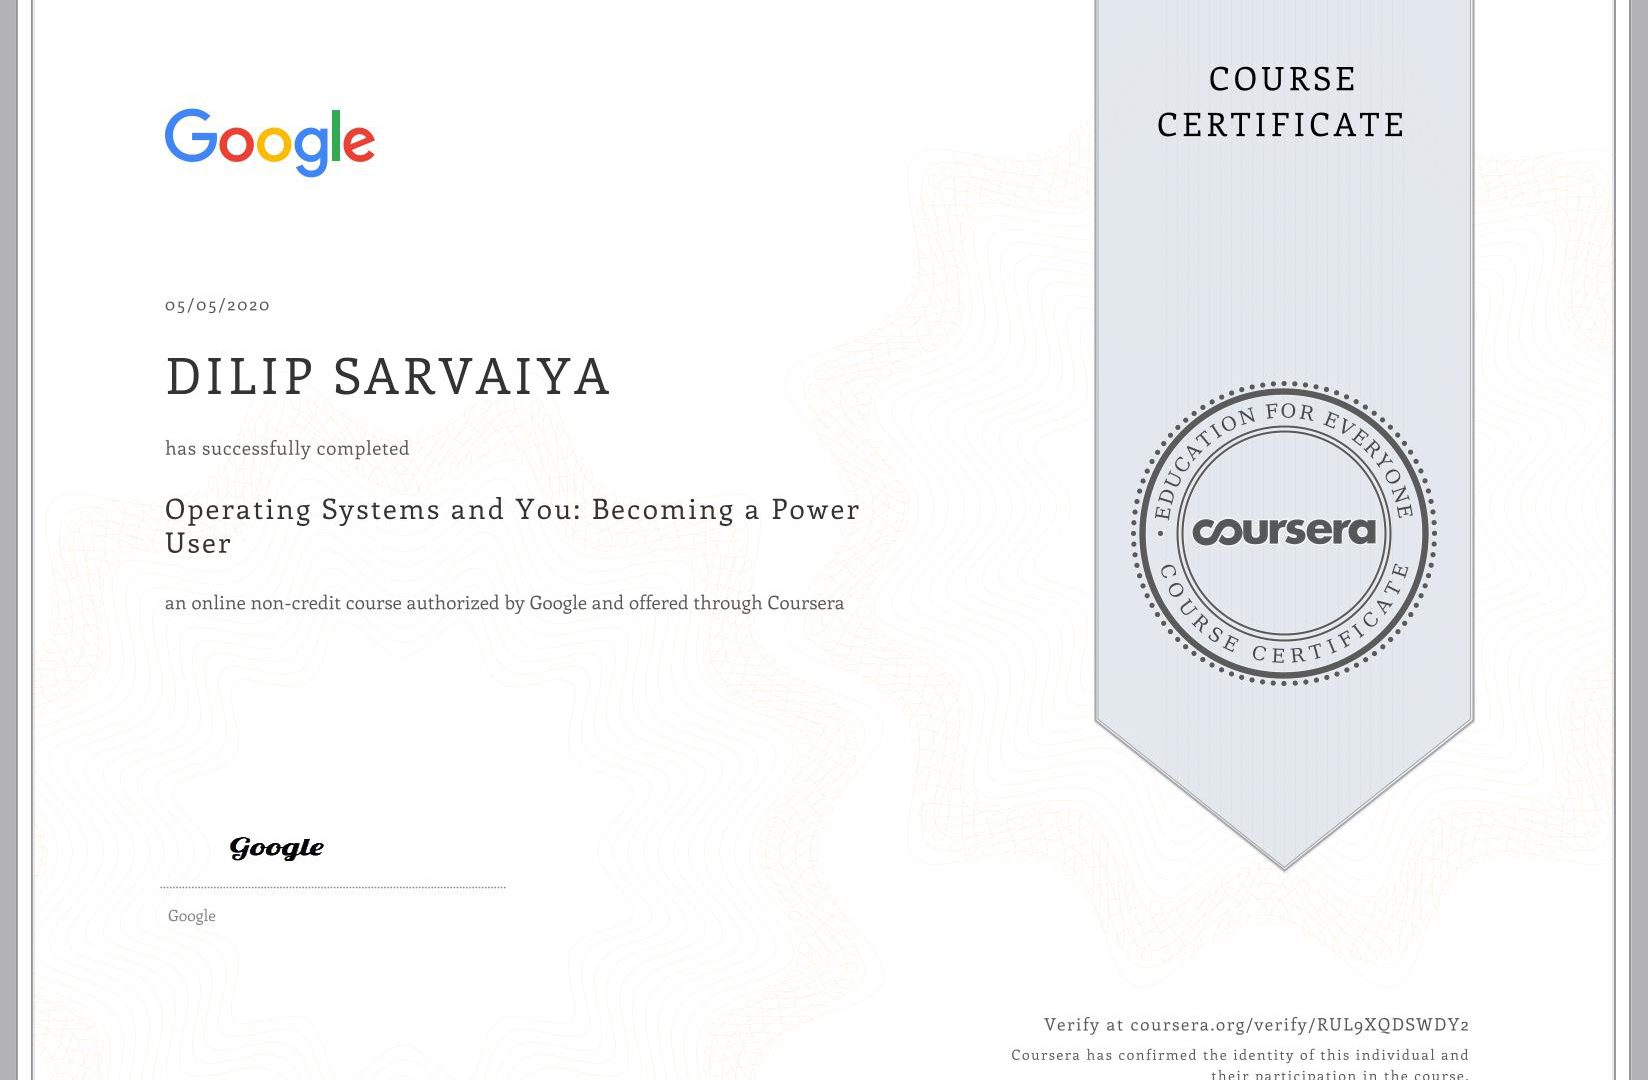 Google
COURSE
CERTIFICATE
05/05/2020
DILIP SARVAIYA
has successfully completed
Operating Systems and You: Becoming a Power
User
an online non-credit course authorized by Google and offered through Coursera
• EDUCATION FOR EVERYONE •
coursera
COURSE CERTIFICATE
Google
Google
Verify at coursera.org/verify/RUL9XQDSWDY2
Coursera has confirmed the identity of this individual and
their participation in the course.